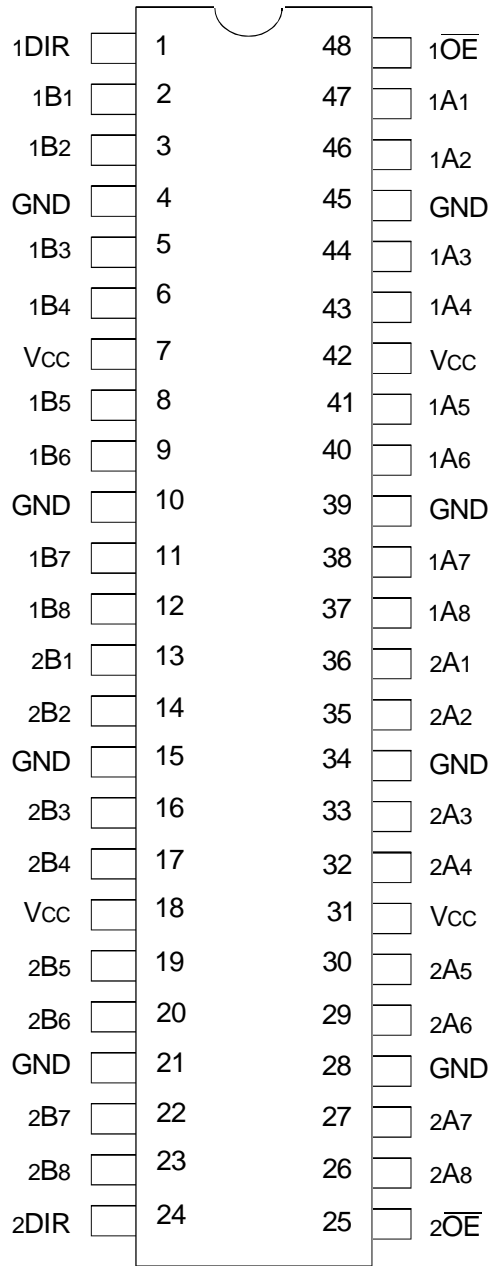 1DIR 1 48 1OE
1B1 2 47 1A1
1B2 3 46 1A2
GND 4 45 GND
1B3 5 44 1A3
1B4 6 43 1A4
VCC 7 42 VCC
1B5 8 41 1A5
1B6 9 40 1A6
GND 10 39 GND
1B7 11 38 1A7
1B8 12 37 1A8
2B1 13 36 2A1
2B2 14 35 2A2
GND 15 34 GND
2B3 16 33 2A3
2B4 17 32 2A4
VCC 18 31 VCC
2B5 19 30 2A5
2B6 20 29 2A6
GND 21 28 GND
2B7 22 27 2A7
2B8 23 26 2A8
2DIR 24 25 2OE